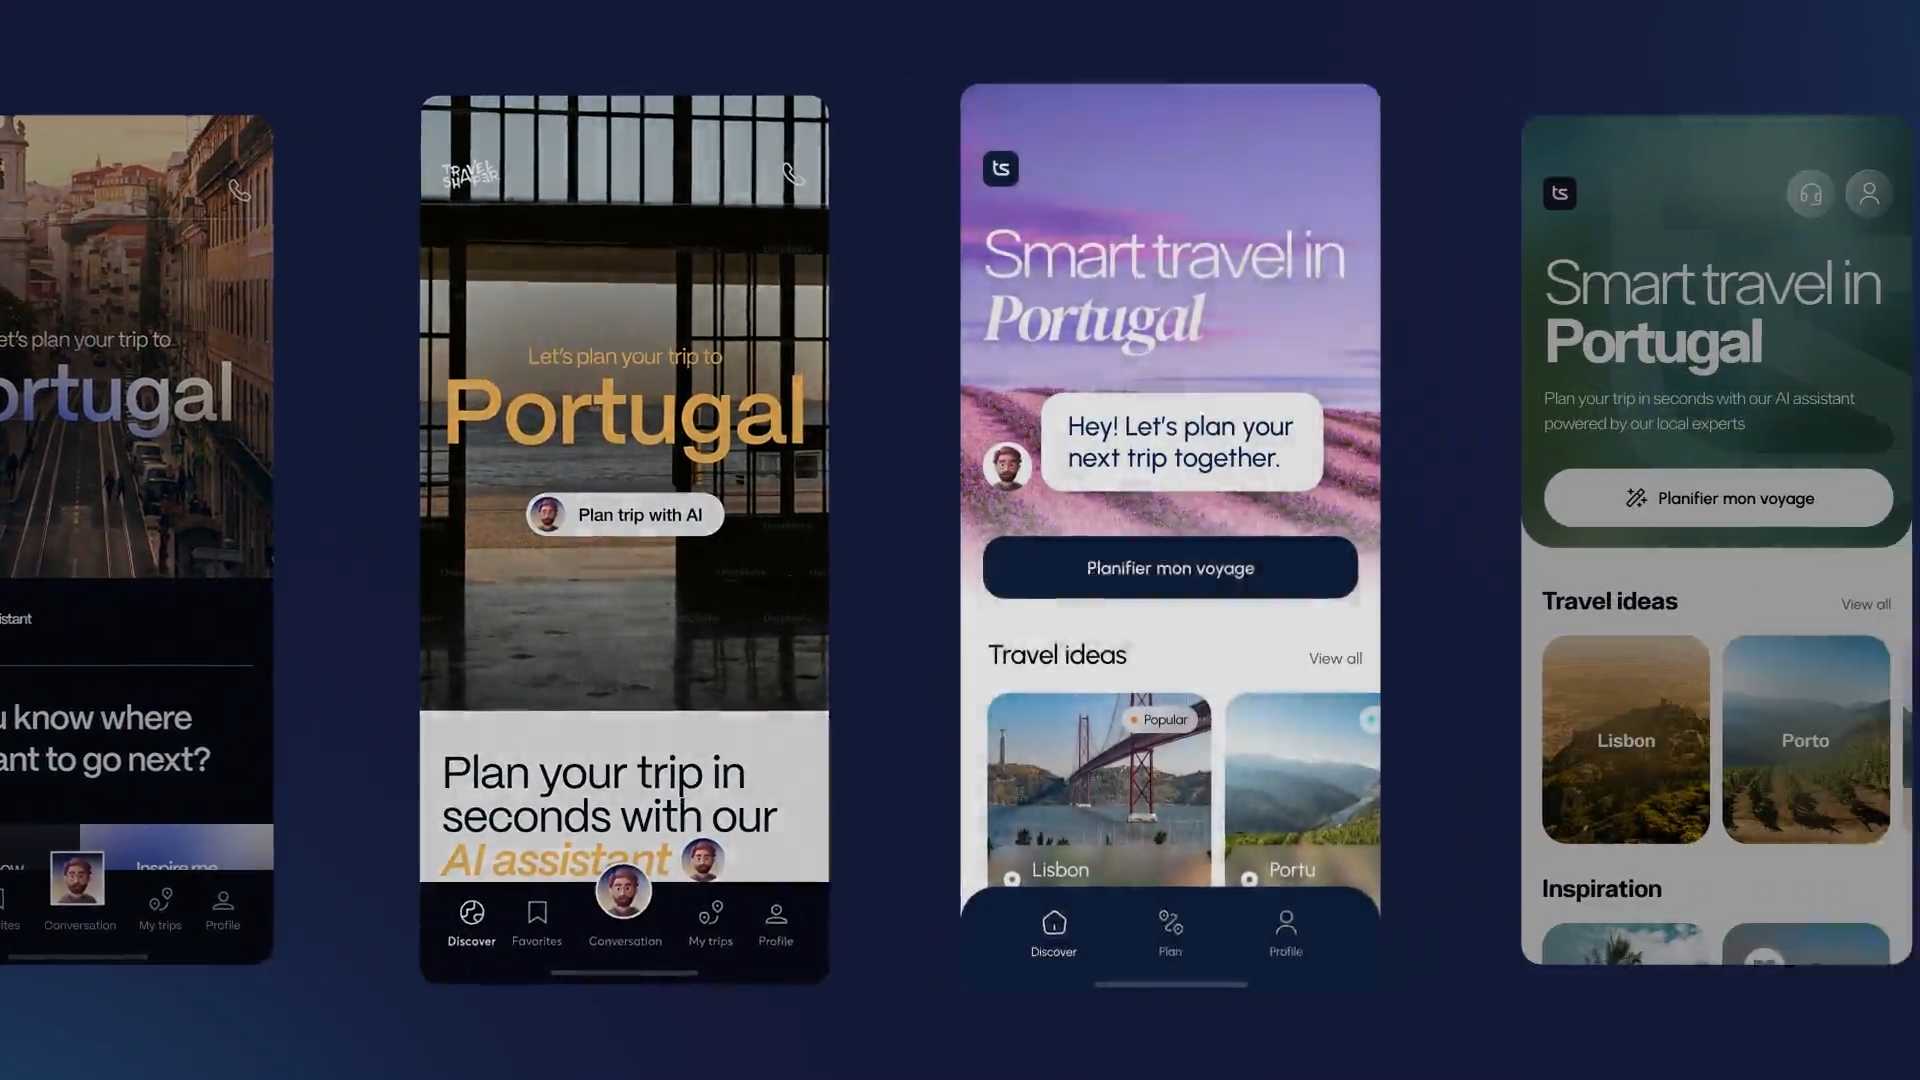 et's plan your trip to
ortugal
istant
u know where
ant to go next?
ow
Inspire me
ites
Conversation
My trips
Profile
TRAVEL
SHAPER
Let's plan your trip to
Portugal
Plan trip with AI
Plan your trip in
seconds with our
AI assistant
Discover
Favorites
Conversation
My trips
Profile
ts
Smart travel in
Portugal
Hey! Let's plan your
next trip together.
Planifier mon voyage
Travel ideas
View all
Popular
Lisbon
Portu
Discover
Plan
Profile
ts
Smart travel in
Portugal
Plan your trip in seconds with our AI assistant
powered by our local experts
Planifier mon voyage
Travel ideas
View all
Lisbon
Porto
Inspiration